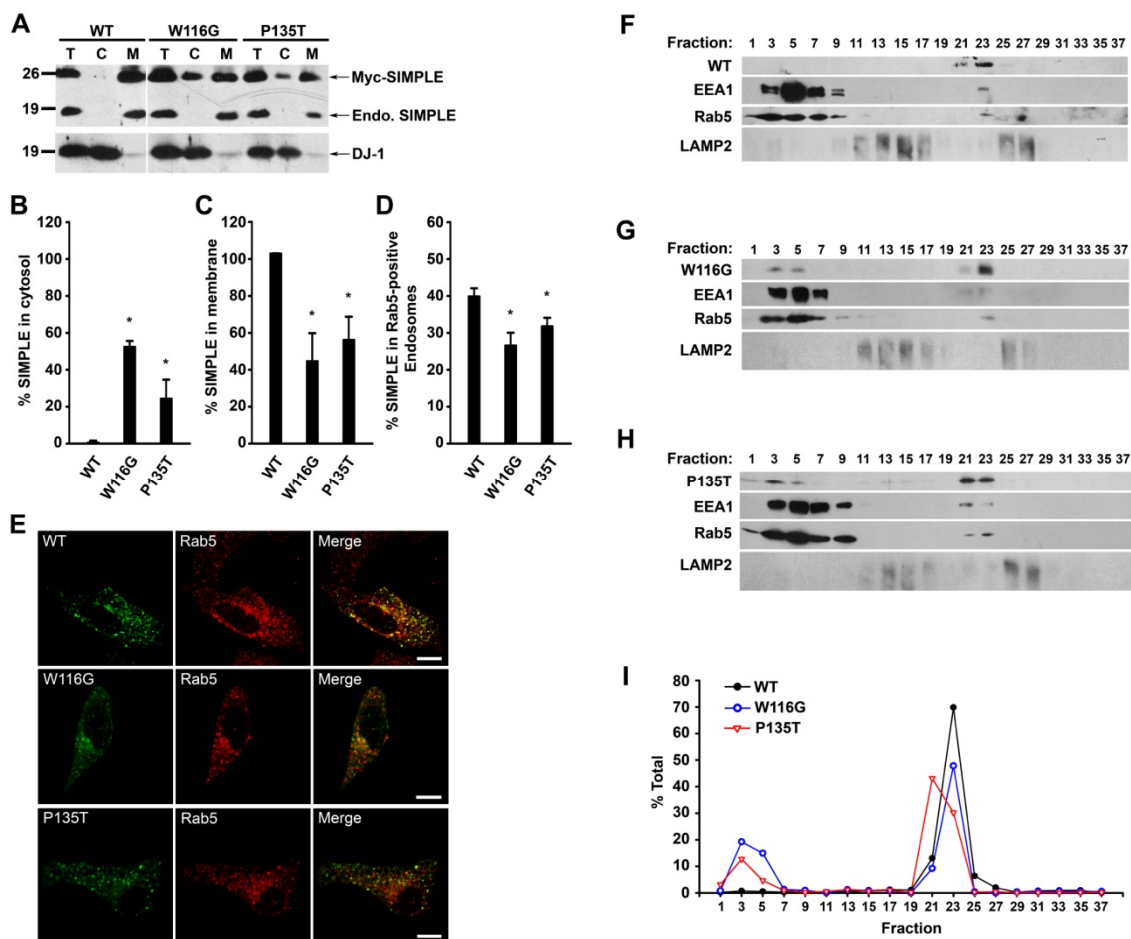 A
WT W116G P135T
T C M T C M T C M
26 Myc-SIMPLE
19 Endo. SIMPLE
19 DJ-1
B
% SIMPLE in cytosol
120
100
80
60
40
20
0
* *
WT W116G P135T
C
% SIMPLE in membrane
120
100
80
60
40
20
0
* *
WT W116G P135T
D
% SIMPLE in Rab5-positive
Endosomes
60
50
40
30
20
10
0
* *
WT W116G P135T
E
WT Rab5 Merge
W116G Rab5 Merge
P135T Rab5 Merge
F
Fraction: 1 3 5 7 9 11 13 15 17 19 21 23 25 27 29 31 33 35 37
WT
EEA1
Rab5
LAMP2
G
Fraction: 1 3 5 7 9 11 13 15 17 19 21 23 25 27 29 31 33 35 37
W116G
EEA1
Rab5
LAMP2
H
Fraction: 1 3 5 7 9 11 13 15 17 19 21 23 25 27 29 31 33 35 37
P135T
EEA1
Rab5
LAMP2
I
% Total
80
70
60
50
40
30
20
10
0
WT
W116G
P135T
1 3 5 7 9 11 13 15 17 19 21 23 25 27 29 31 33 35 37
Fraction